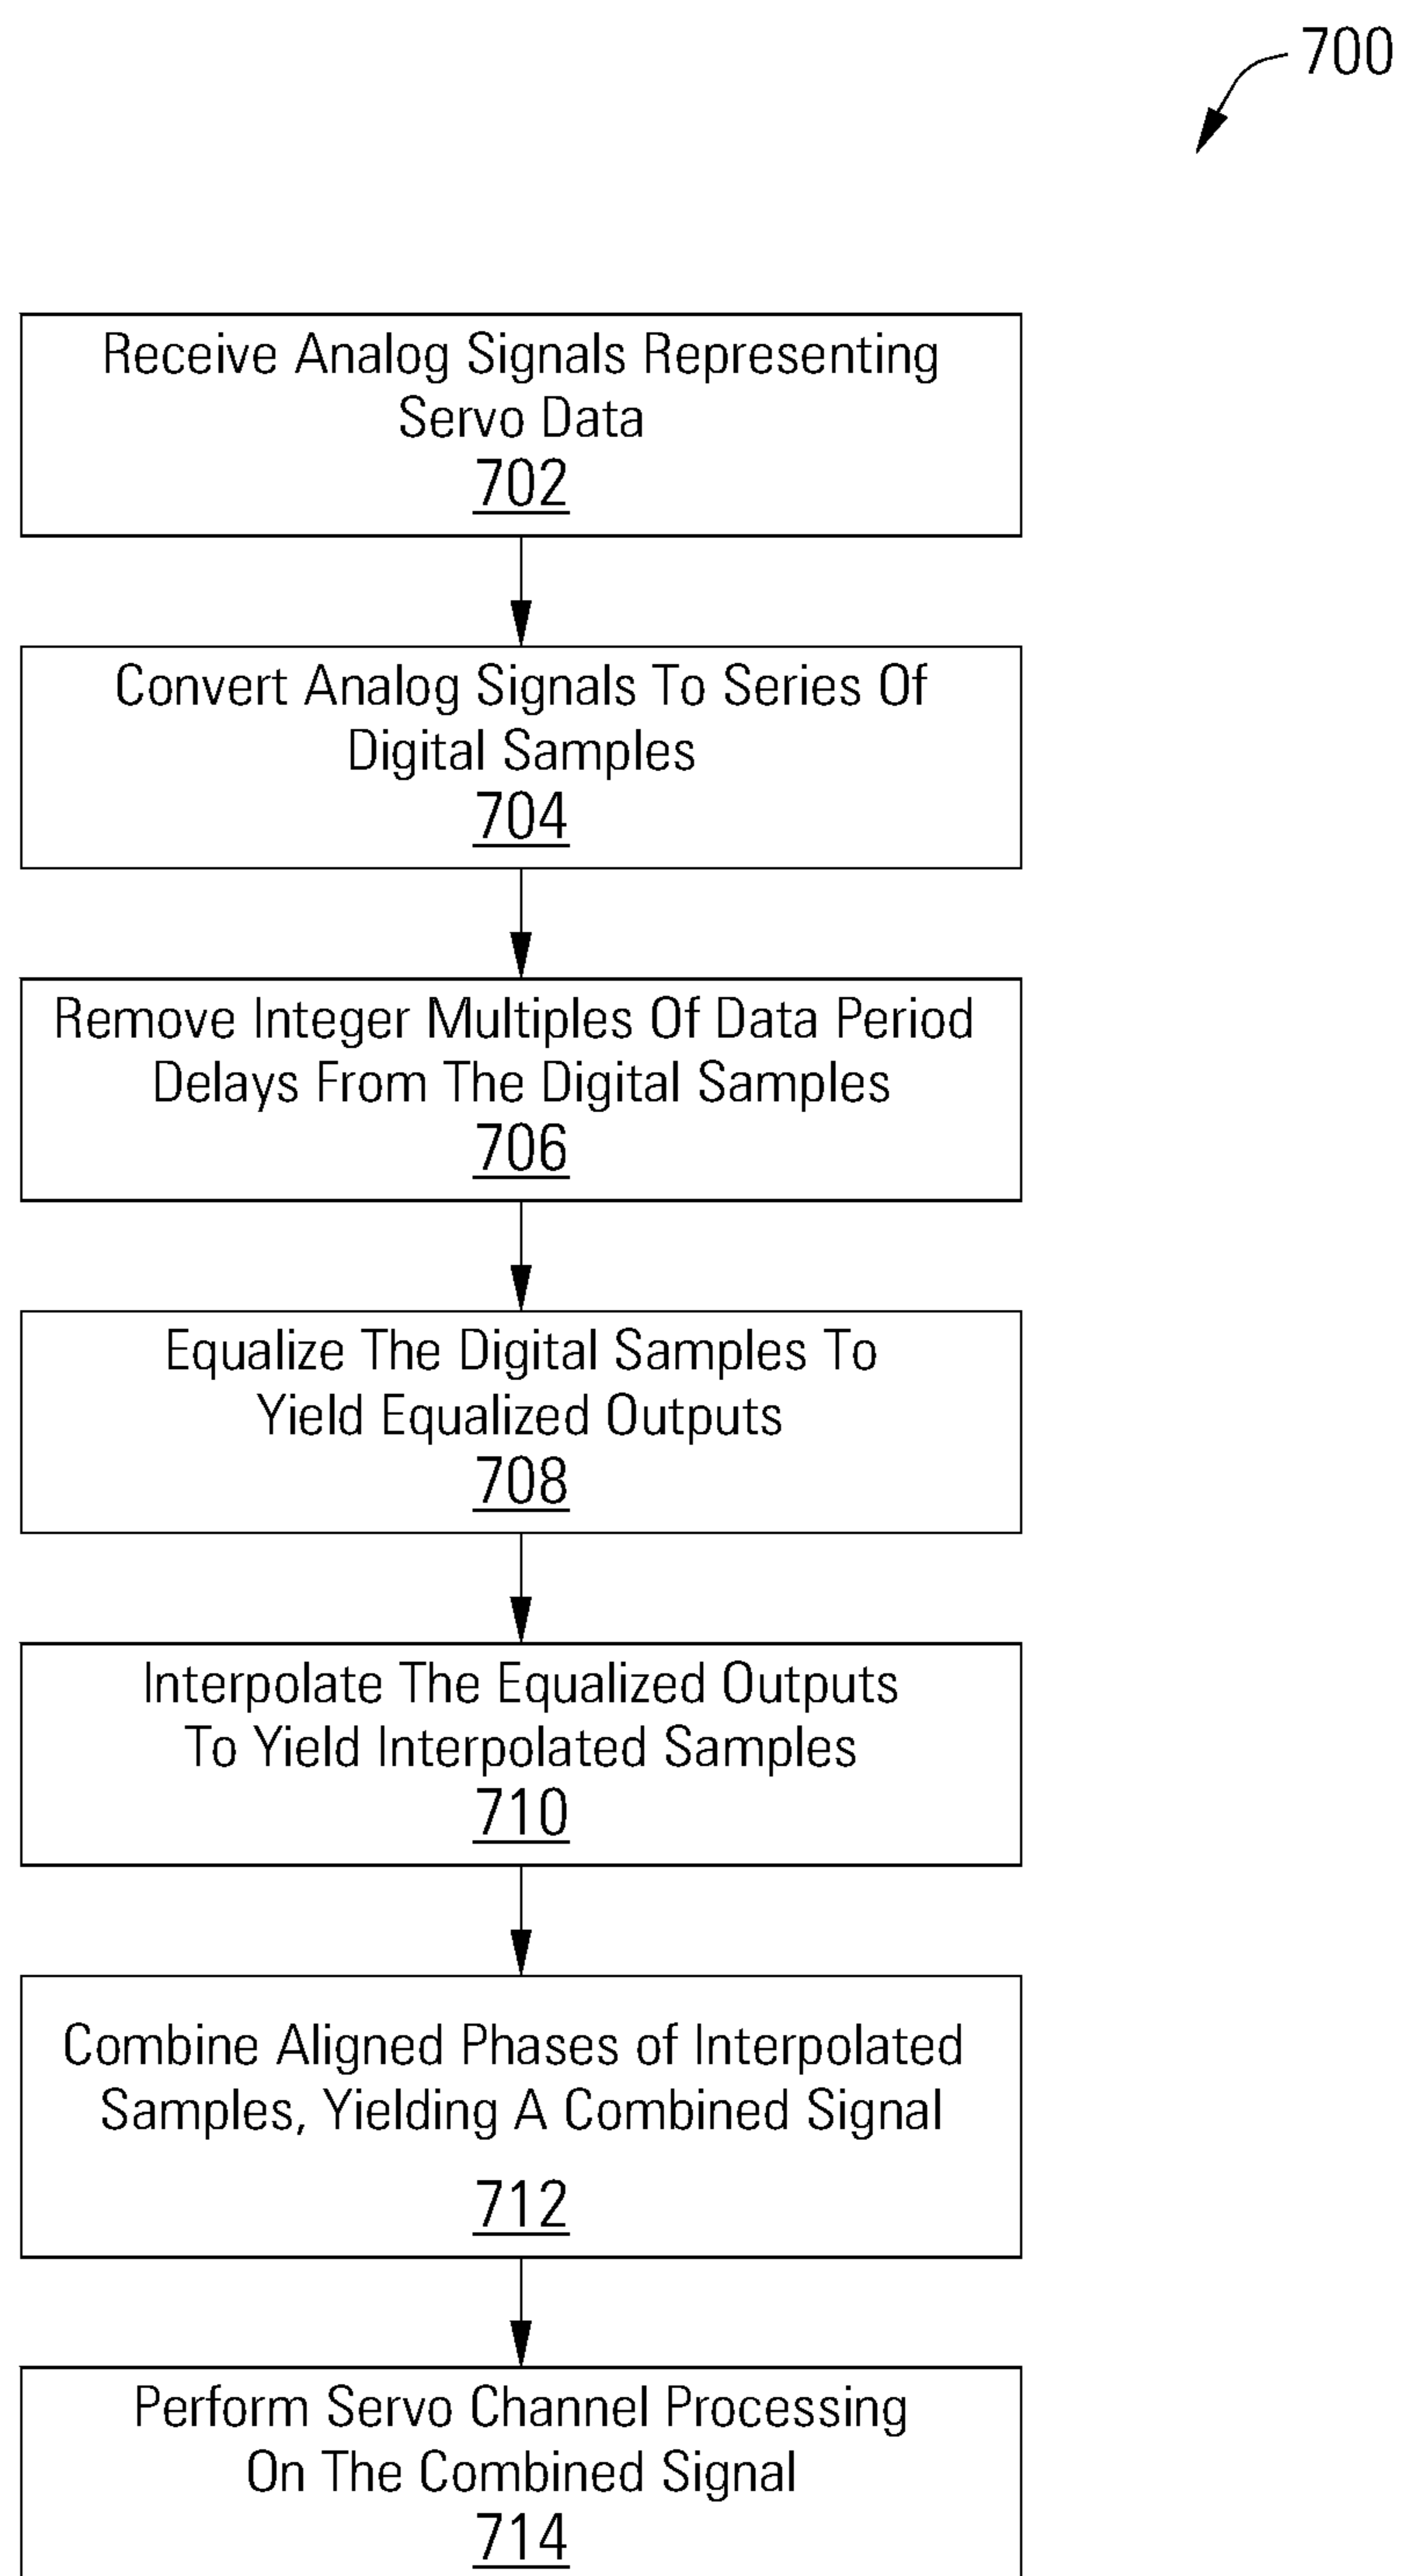 700
Receive Analog Signals Representing
Servo Data
702
Convert Analog Signals To Series Of
Digital Samples
704
Remove Integer Multiples Of Data Period
Delays From The Digital Samples
706
Equalize The Digital Samples To
Yield Equalized Outputs
708
Interpolate The Equalized Outputs
To Yield Interpolated Samples
710
Combine Aligned Phases of Interpolated
Samples, Yielding A Combined Signal
712
Perform Servo Channel Processing
On The Combined Signal
714